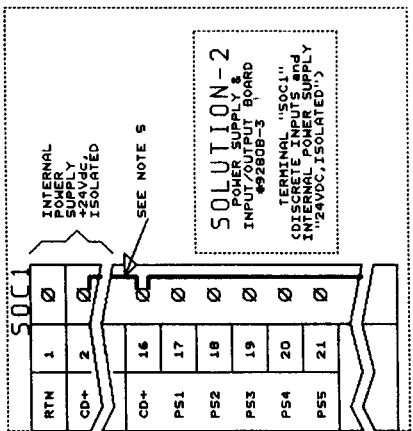 SOC1
RTN 1
CD+ 2
CD+ 16
PS1 17
PS2 18
PS3 19
PS4 20
PS5 21
INTERNAL
POWER
SUPPLY
+24VDC,
ISOLATED
SEE NOTE 5
SOLUTION-2
POWER SUPPLY &
INPUT/OUTPUT BOARD
#9280B-3
TERMINAL "SOC1"
(DISCRETE INPUTS and
INTERNAL POWER SUPPLY
"24VDC, ISOLATED")